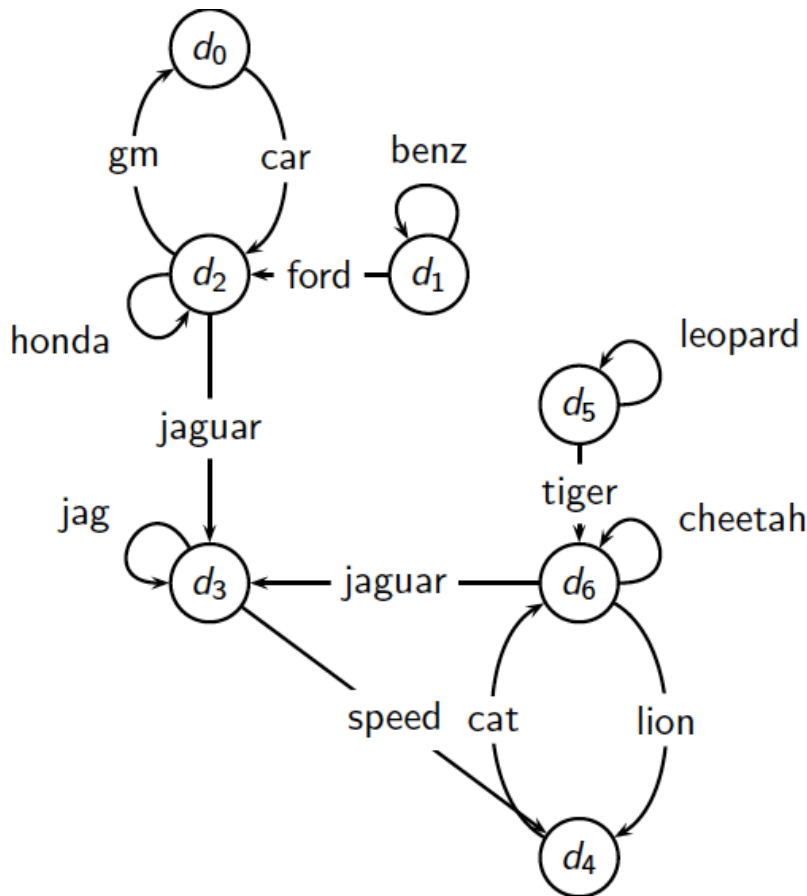 d₀
gm
car
benz
d₂
ford
d₁
honda
leopard
d₅
jaguar
tiger
jag
cheetah
d₃
jaguar
d₆
speed
cat
lion
d₄